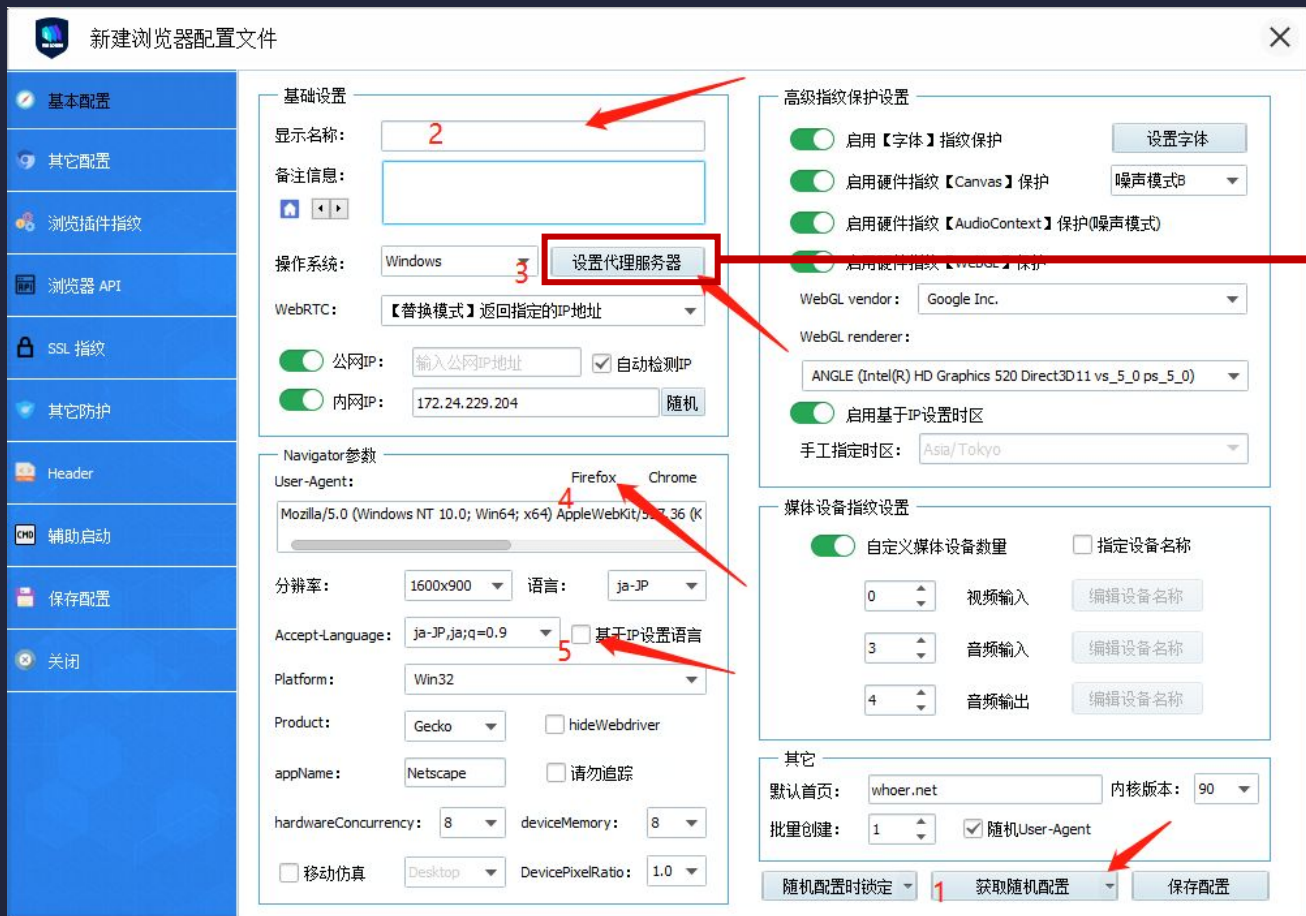 新建浏览器配置文件
基本配置
其它配置
浏览插件指纹
浏览器 API
SSL 指纹
其它防护
Header
辅助启动
保存配置
关闭
基础设置
显示名称：
2
备注信息：
操作系统： Windows 3 设置代理服务器
WebRTC： 【替换模式】返回指定的IP地址
公网IP： 输入公网IP地址 自动检测IP
内网IP： 172.24.229.204 随机
Navigator参数
User-Agent： Firefox Chrome
4
Mozilla/5.0 (Windows NT 10.0; Win64; x64) AppleWebKit/537.36 (K
分辨率： 1600x900 语言： ja-JP
Accept-Language： ja-JP,ja;q=0.9 基于IP设置语言
5
Platform： Win32
Product： Gecko hideWebdriver
appName： Netscape 请勿追踪
hardwareConcurrency： 8 deviceMemory： 8
移动仿真 Desktop DevicePixelRatio： 1.0
高级指纹保护设置
启用【字体】指纹保护 设置字体
启用硬件指纹【Canvas】保护 噪声模式B
启用硬件指纹【AudioContext】保护(噪声模式)
启用硬件指纹【WebGL】保护
WebGL vendor： Google Inc.
WebGL renderer：
ANGLE (Intel(R) HD Graphics 520 Direct3D11 vs_5_0 ps_5_0)
启用基于IP设置时区
手工指定时区： Asia/Tokyo
媒体设备指纹设置
自定义媒体设备数量 指定设备名称
0 视频输入 编辑设备名称
3 音频输入 编辑设备名称
4 音频输出 编辑设备名称
其它
默认首页： whoer.net 内核版本： 90
批量创建： 1 随机User-Agent
随机配置时锁定 1 获取随机配置 保存配置